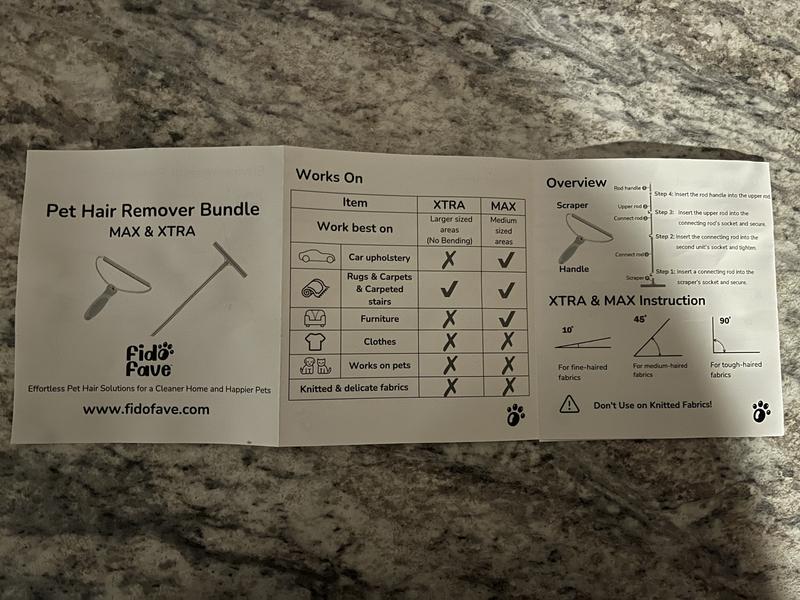 Pet Hair Remover Bundle
MAX & XTRA
fido
fave
Effortless Pet Hair Solutions for a Cleaner Home and Happier Pets
www.fidofave.com
Works On
Item XTRA MAX
Work best on
Larger sized
areas
(No Bending)
Medium
sized
areas
Car upholstery ✗ ✓
Rugs & Carpets
& Carpeted
stairs
✓ ✓
Furniture ✗ ✓
Clothes ✗ ✗
Works on pets ✗ ✗
Knitted & delicate fabrics ✗ ✗
Overview
Scraper
Handle
Rod handle
Upper rod
Connect rod
Connect rod
Scraper
Step 4: Insert the rod handle into the upper rod
Step 3: Insert the upper rod into the
connecting rod's socket and secure.
Step 2: Insert the connecting rod into the
second unit's socket and tighten.
Step 1: Insert a connecting rod into the
scraper's socket and secure.
XTRA & MAX Instruction
10°
For fine-haired
fabrics
45°
For medium-haired
fabrics
90°
For tough-haired
fabrics
Don't Use on Knitted Fabrics!